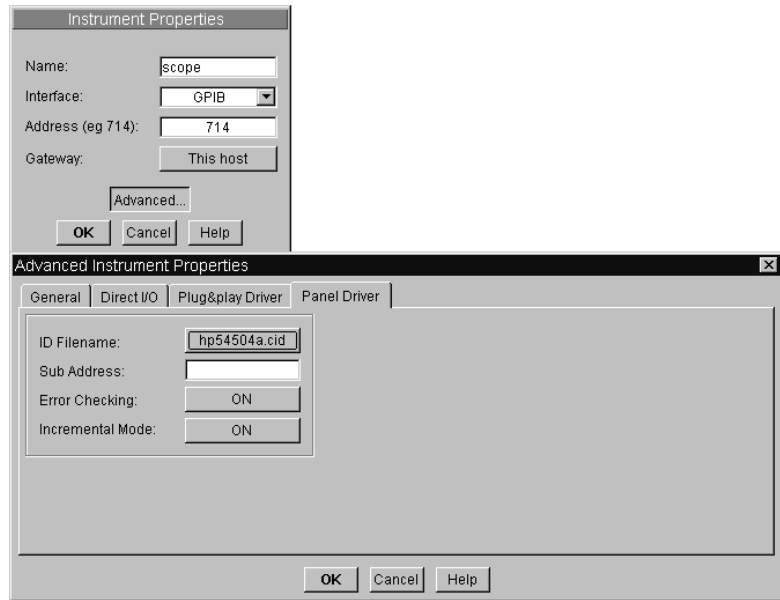 Instrument Properties
Name: scope
Interface: GPIB
Address (eg 714): 714
Gateway: This host
Advanced...
OK Cancel Help
Advanced Instrument Properties
General Direct I/O Plug&play Driver Panel Driver
ID Filename: hp54504a.cid
Sub Address:
Error Checking: ON
Incremental Mode: ON
OK Cancel Help